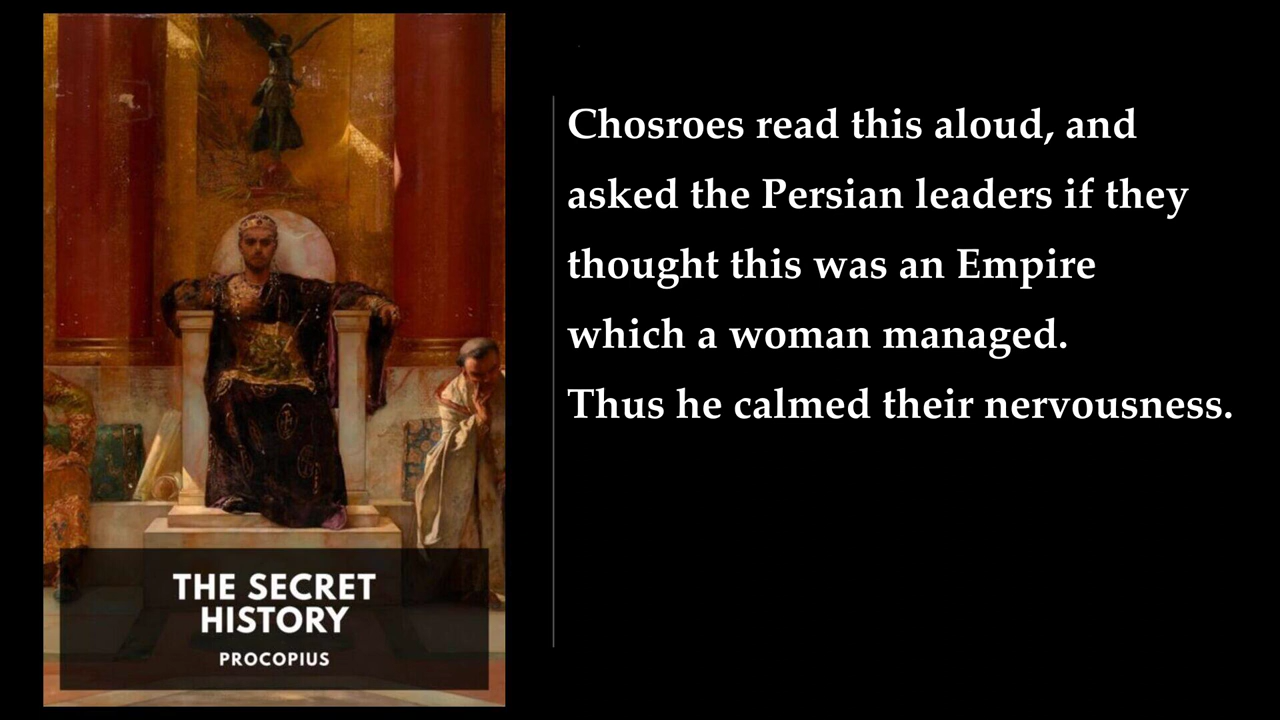 THE SECRET
HISTORY
PROCOPIUS
Chosroes read this aloud, and
asked the Persian leaders if they
thought this was an Empire
which a woman managed.
Thus he calmed their nervousness.